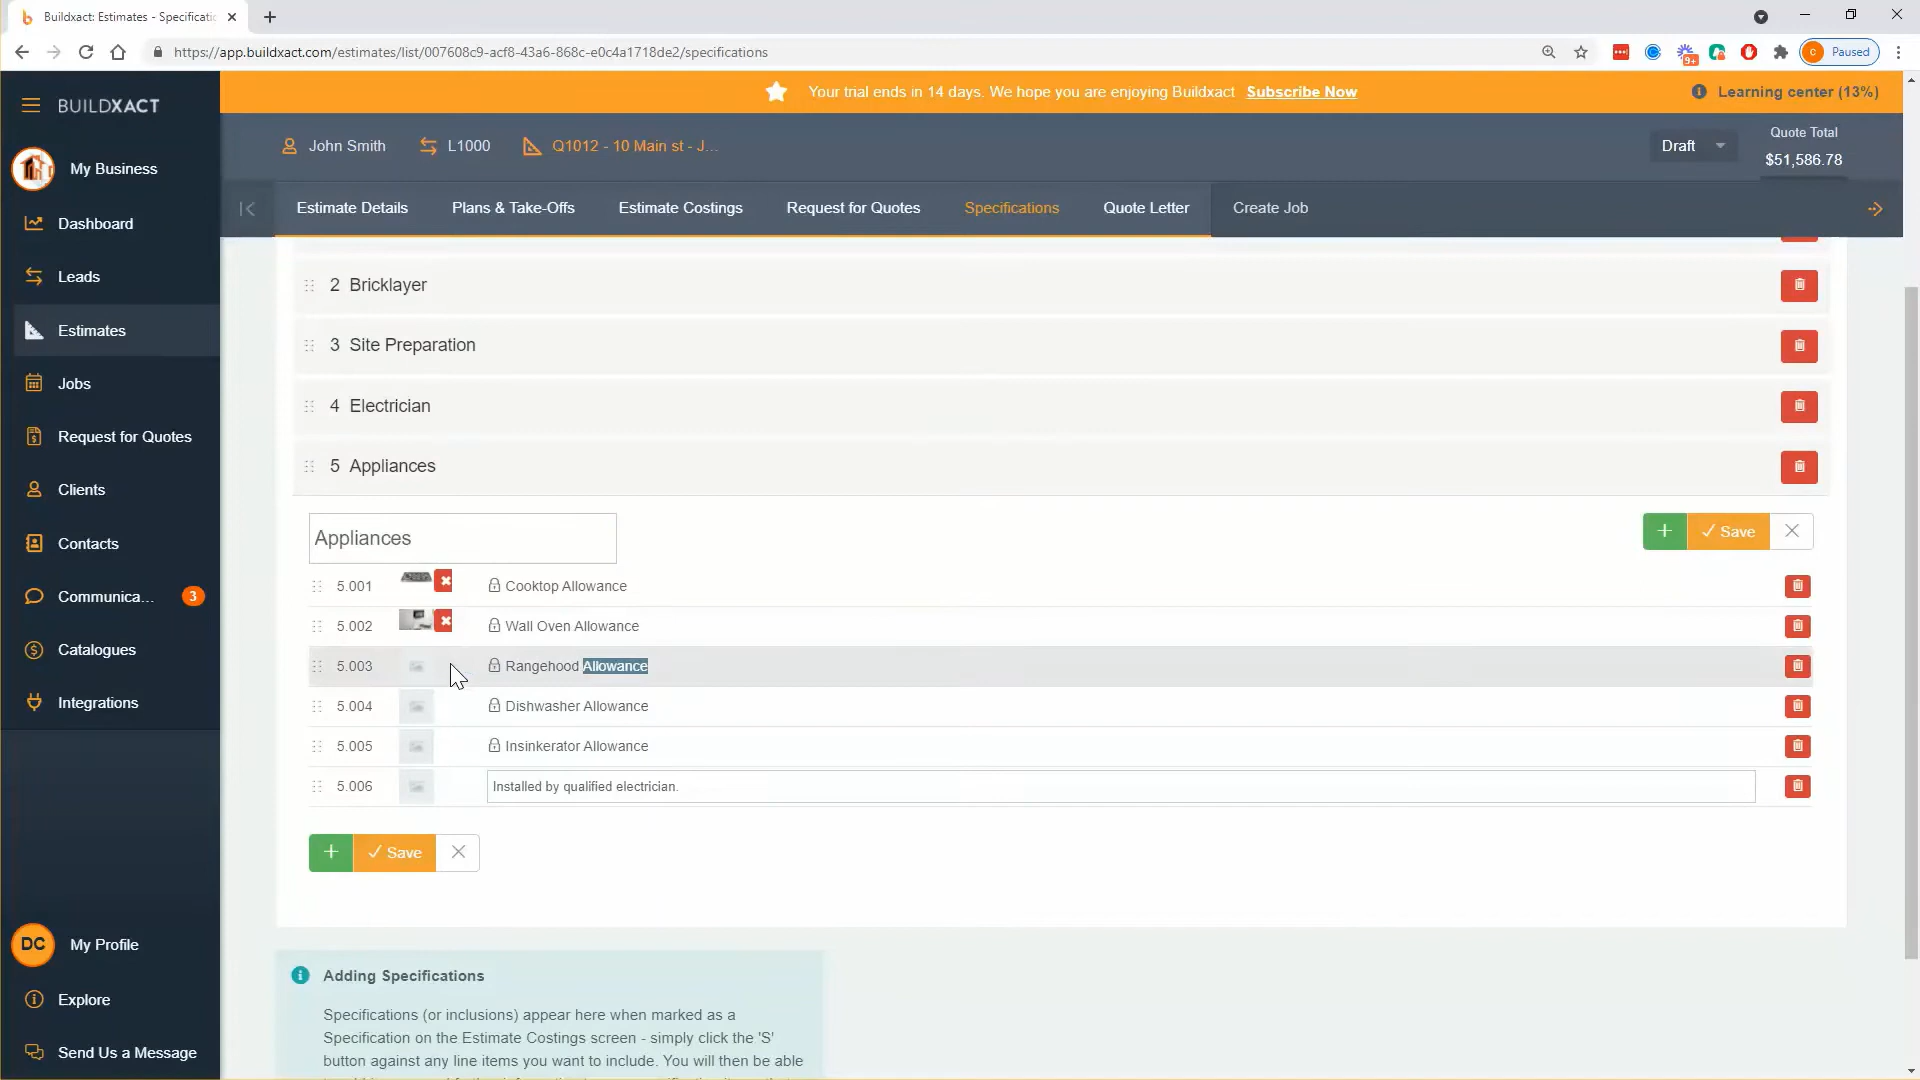 Buildxact: Estimates - Specificatio
https://app.buildxact.com/estimates/list/007608c9-acf8-43a6-868c-e0c4a1718de2/specifications
9+
C Paused
BUILDXACT
Your trial ends in 14 days. We hope you are enjoying Buildxact Subscribe Now
Learning center (13%)
John Smith
L1000
Q1012 - 10 Main st - J...
Draft
Quote Total
$51,586.78
My Business
Dashboard
Leads
Estimates
Jobs
Request for Quotes
Clients
Contacts
Communica... 3
Catalogues
Integrations
DC My Profile
Explore
Send Us a Message
Estimate Details
Plans & Take-Offs
Estimate Costings
Request for Quotes
Specifications
Quote Letter
Create Job
2 Bricklayer
3 Site Preparation
4 Electrician
5 Appliances
Appliances
Save
5.001 Cooktop Allowance
5.002 Wall Oven Allowance
5.003 Rangehood Allowance
5.004 Dishwasher Allowance
5.005 Insinkerator Allowance
5.006 Installed by qualified electrician.
Save
Adding Specifications
Specifications (or inclusions) appear here when marked as a
Specification on the Estimate Costings screen - simply click the 'S'
button against any line items you want to include. You will then be able